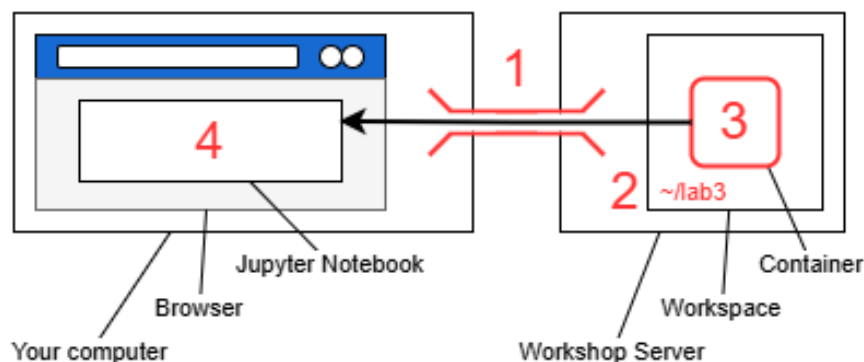 1
4
3
2
~/lab3
Jupyter Notebook
Container
Browser
Workspace
Your computer
Workshop Server